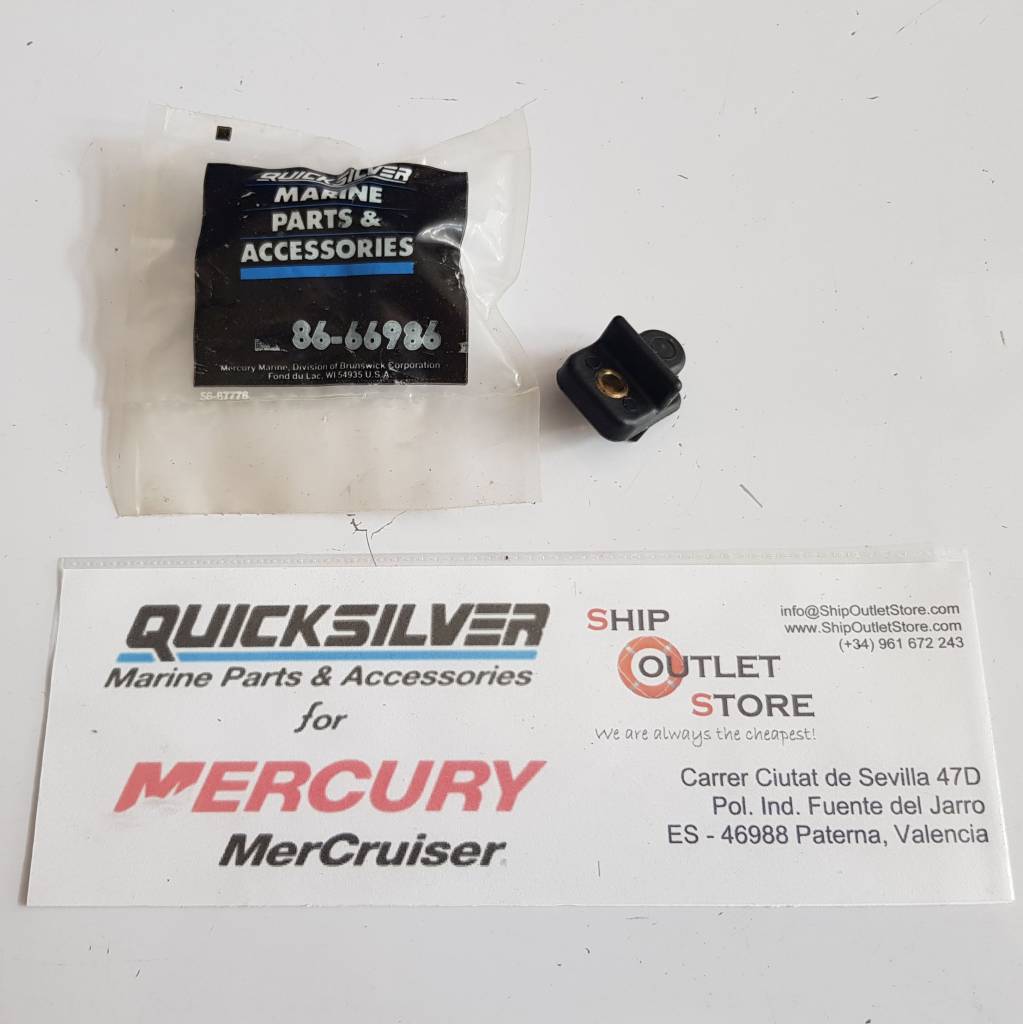 QUICKSILVER
MARINE
PARTS &
ACCESSORIES
86-66986
Mercury Marine, Division of Brunswick Corporation
Fond du Lac, WI 54935 U.S.A.
QUICKSILVER
Marine Parts & Accessories
for
MERCURY
MerCruiser
SHIP
OUTLET
STORE
We are always the cheapest!
info@ShipOutletStore.com
www.ShipOutletStore.com
(+34) 961 672 243
Carrer Ciutat de Sevilla 47D
Pol. Ind. Fuente del Jarro
ES - 46988 Paterna, Valencia